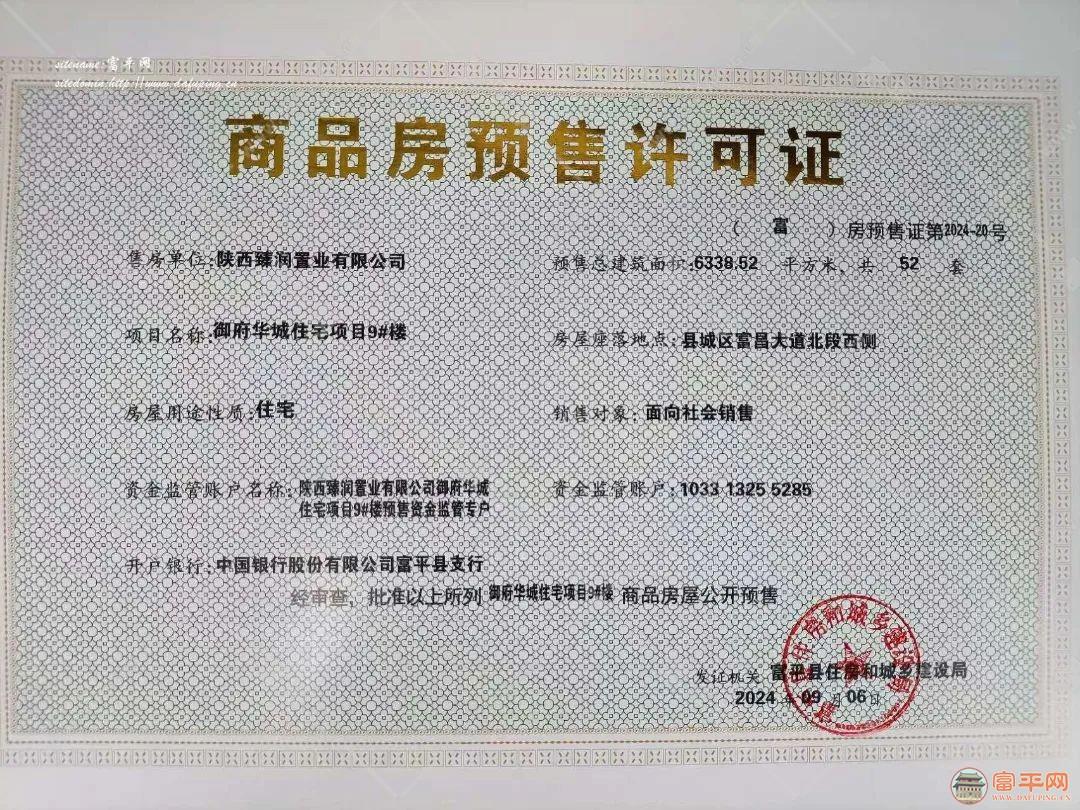 sitename:富平网
sitedomin:http://www.dafuping.cn
商品房预售许可证
（富）房预售证第2024-20号
售房单位:陕西臻润置业有限公司
预售总建筑面积:6338.52 平方米、共 52 套
项目名称:御府华城住宅项目9#楼
房屋座落地点:县城区富昌大道北段西侧
房屋用途性质:住宅
销售对象:面向社会销售
资金监管账户名称:陕西臻润置业有限公司御府华城
住宅项目9#楼预售资金监管专户
资金监管账户:1033 1325 5285
开户银行:中国银行股份有限公司富平县支行
经审查，批准以上所列 御府华城住宅项目9#楼 商品房屋公开预售
发证机关 富平县住房和城乡建设局
2024 年 09 月 06 日
富平网
WWW.DAFUPING.CN